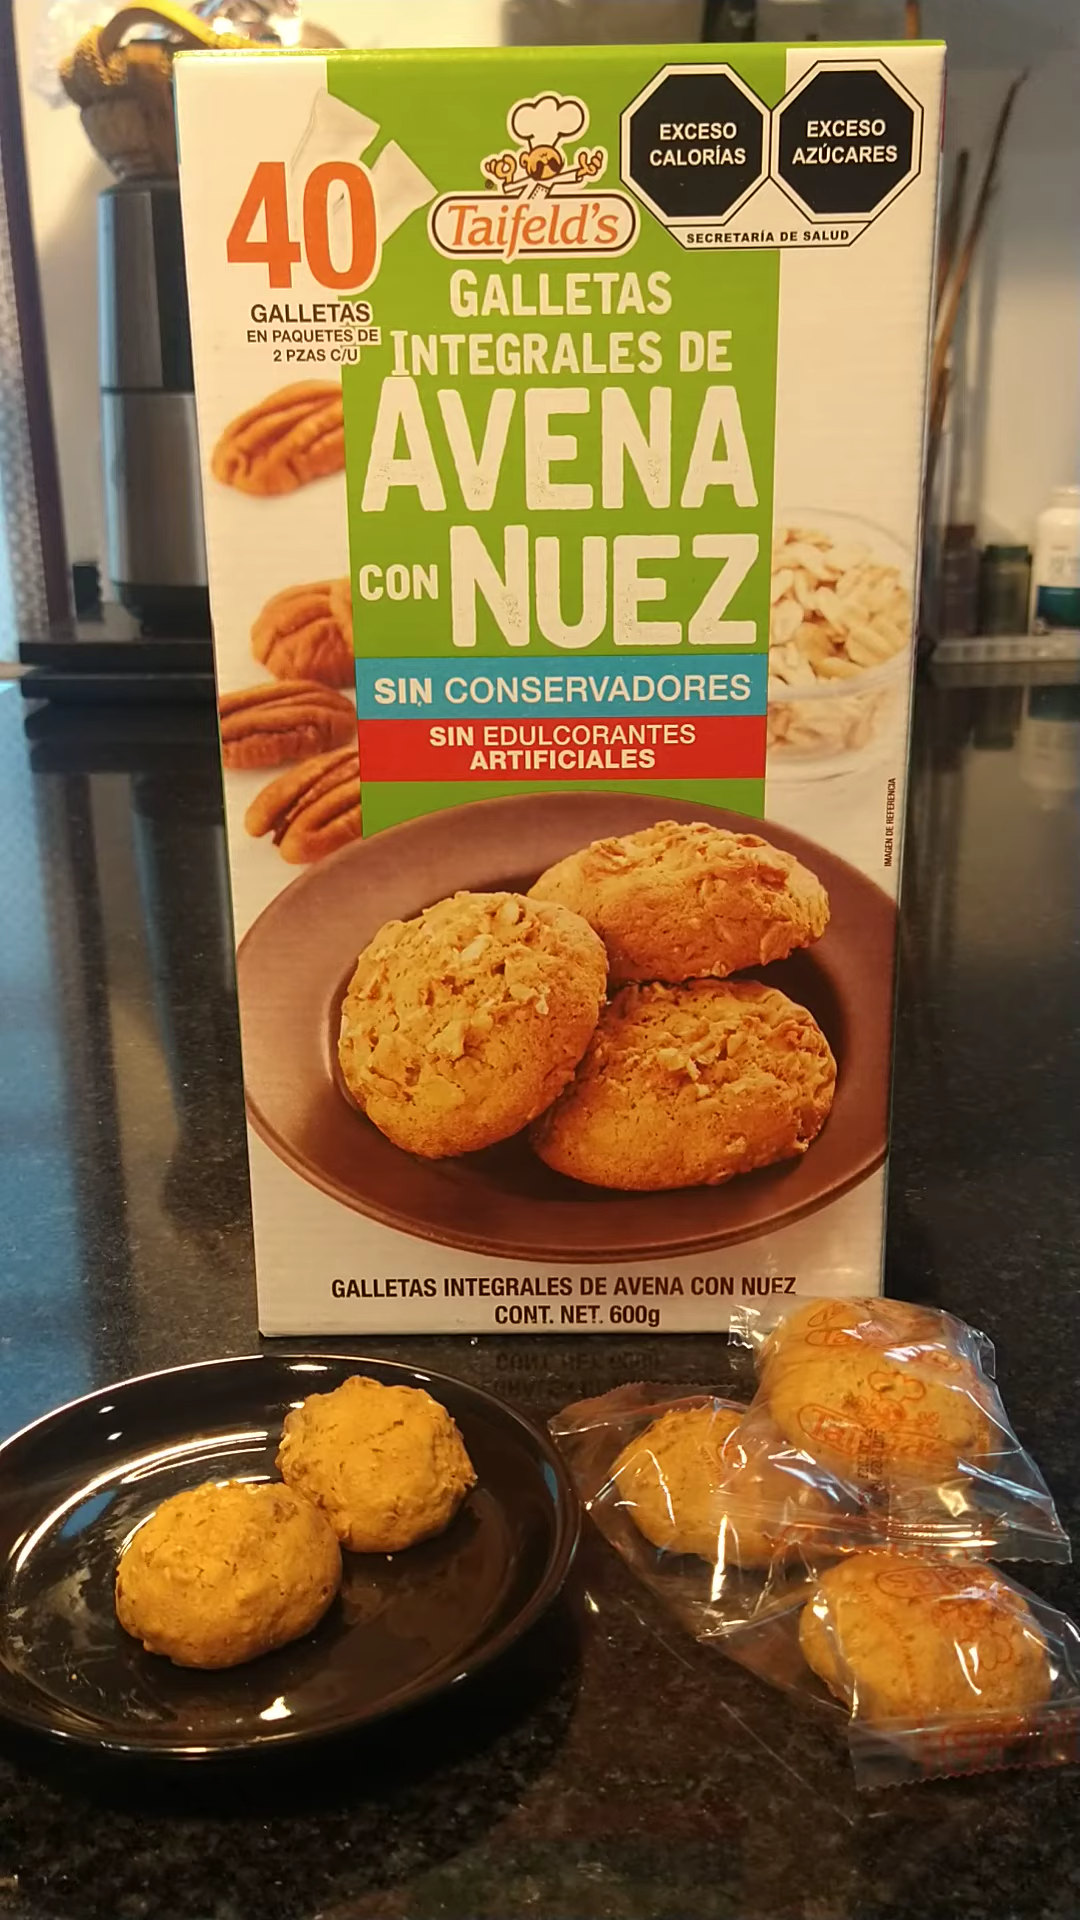 40
GALLETAS
EN PAQUETES DE
2 PZAS C/U
Taifeld's
EXCESO
CALORÍAS
EXCESO
AZÚCARES
SECRETARÍA DE SALUD
GALLETAS
INTEGRALES DE
AVENA
CON NUEZ
SIN CONSERVADORES
SIN EDULCORANTES
ARTIFICIALES
IMAGEN DE REFERENCIA
GALLETAS INTEGRALES DE AVENA CON NUEZ
CONT. NET. 600g